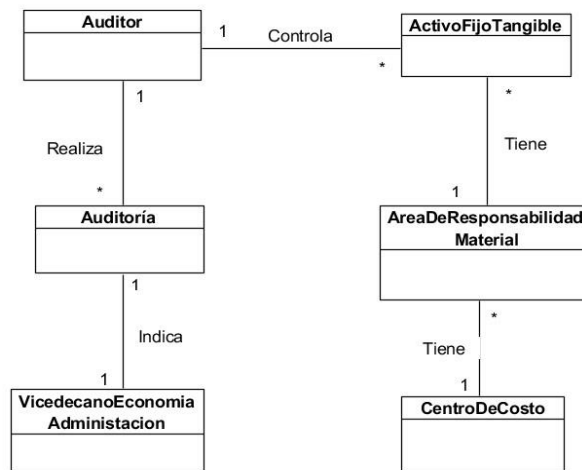 Auditor
1
Controla
*
ActivoFijoTangible
1
*
Realiza
Tiene
*
1
Auditoría
AreaDeResponsabilidad
Material
1
*
Indica
Tiene
1
1
VicedecanoEconomia
Administacion
CentroDeCosto